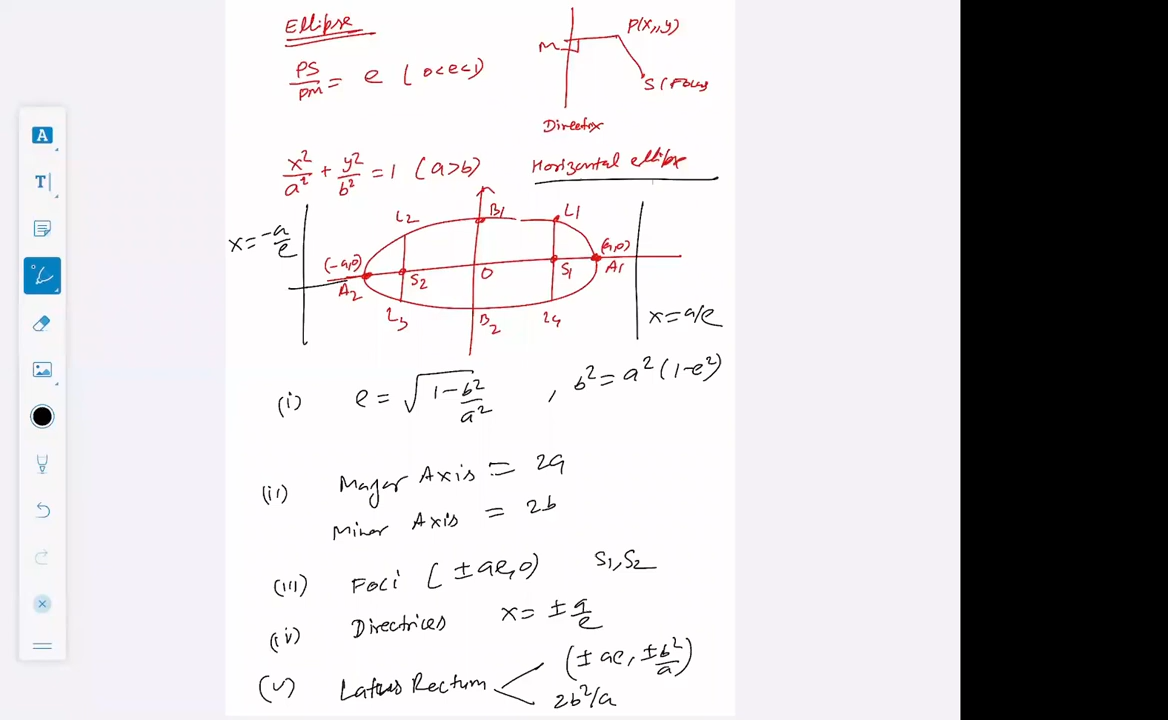 Ellipse
PS/PM = e (0<e<1)
P(x,y)
M
S (Focus
Directrix
x²/a² + y²/b² = 1 (a>b)
Horizontal ellipse
L2 B1 L1
x = -a/e
(-a,0) (a,0)
A2 S2 O S1 A1
L3 B2 L4
x = a/e
(i) e = √(1-b²/a²) , b² = a²(1-e²)
(ii) Major Axis = 2a
Minor Axis = 2b
(iii) Foci (±ae,0) S1,S2
(iv) Directrices x = ±a/e
(v) Latus Rectum (±ae, ±b²/a)
2b²/a
A
T